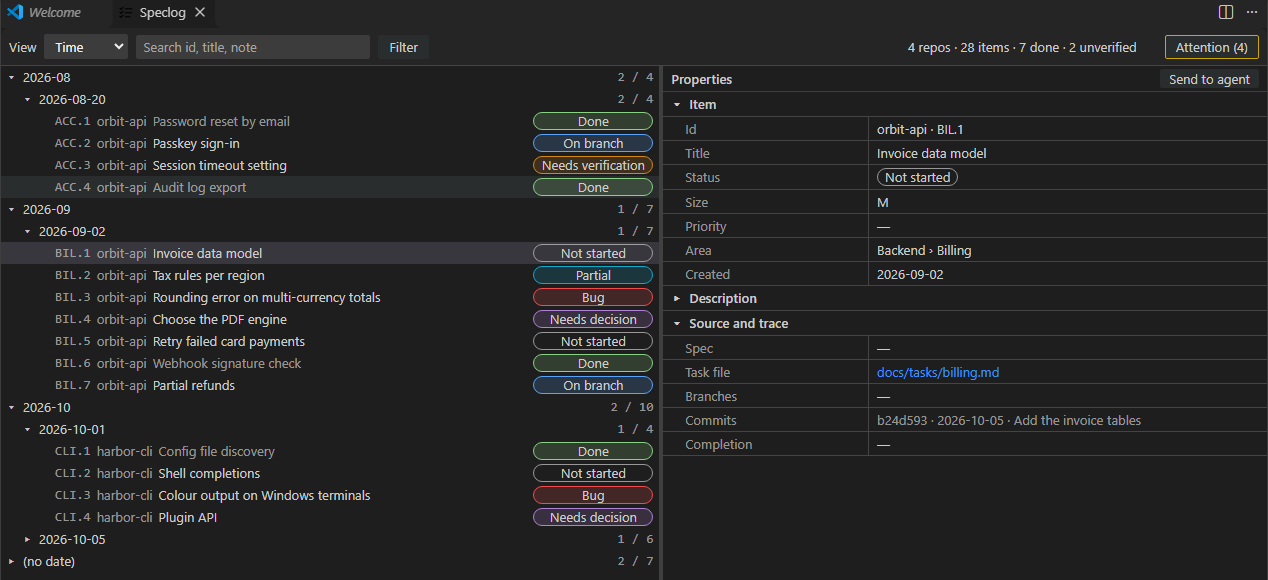 Welcome
Speclog
View Time Search id, title, note Filter 4 repos · 28 items · 7 done · 2 unverified Attention (4)
2026-08 2 / 4
2026-08-20 2 / 4
ACC.1 orbit-api Password reset by email Done
ACC.2 orbit-api Passkey sign-in On branch
ACC.3 orbit-api Session timeout setting Needs verification
ACC.4 orbit-api Audit log export Done
2026-09 1 / 7
2026-09-02 1 / 7
BIL.1 orbit-api Invoice data model Not started
BIL.2 orbit-api Tax rules per region Partial
BIL.3 orbit-api Rounding error on multi-currency totals Bug
BIL.4 orbit-api Choose the PDF engine Needs decision
BIL.5 orbit-api Retry failed card payments Not started
BIL.6 orbit-api Webhook signature check Done
BIL.7 orbit-api Partial refunds On branch
2026-10 2 / 10
2026-10-01 1 / 4
CLI.1 harbor-cli Config file discovery Done
CLI.2 harbor-cli Shell completions Not started
CLI.3 harbor-cli Colour output on Windows terminals Bug
CLI.4 harbor-cli Plugin API Needs decision
2026-10-05 1 / 6
(no date) 2 / 7
Properties Send to agent
Item
Id orbit-api · BIL.1
Title Invoice data model
Status Not started
Size M
Priority —
Area Backend › Billing
Created 2026-09-02
Description
Source and trace
Spec —
Task file docs/tasks/billing.md
Branches —
Commits b24d593 · 2026-10-05 · Add the invoice tables
Completion —